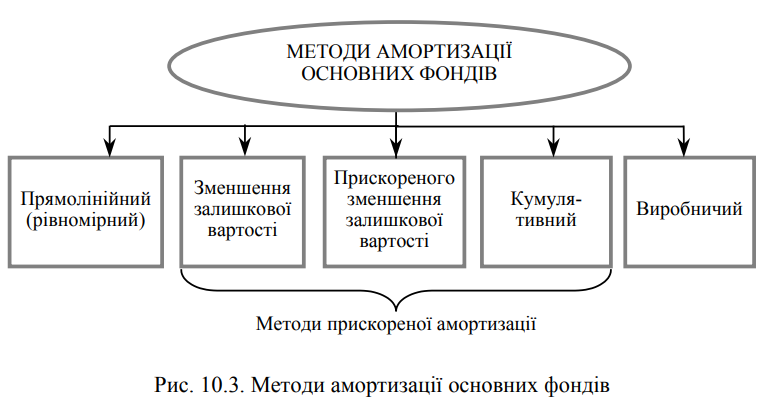 МЕТОДИ АМОРТИЗАЦІЇ
ОСНОВНИХ ФОНДІВ
Прямолінійний
(рівномірний)
Зменшення
залишкової
вартості
Прискореного
зменшення
залишкової
вартості
Кумуля-
тивний
Виробничий
Методи прискореної амортизації
Рис. 10.3. Методи амортизації основних фондів